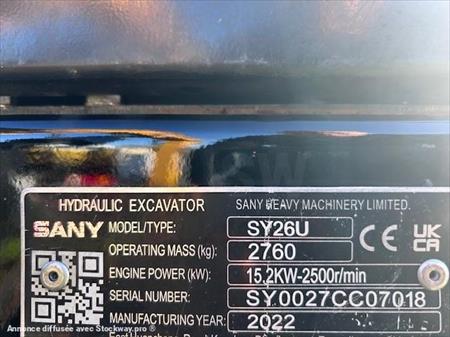 HYDRAULIC EXCAVATOR SANY HEAVY MACHINERY LIMITED.
SANY MODEL/TYPE: SY26U
OPERATING MASS (kg): 2760 CE UK CA
ENGINE POWER (kW): 15.2KW-2500r/min
SERIAL NUMBER: SY0027CC07018
MANUFACTURING YEAR: 2022
Annonce diffusée avec Stockway.pro ®